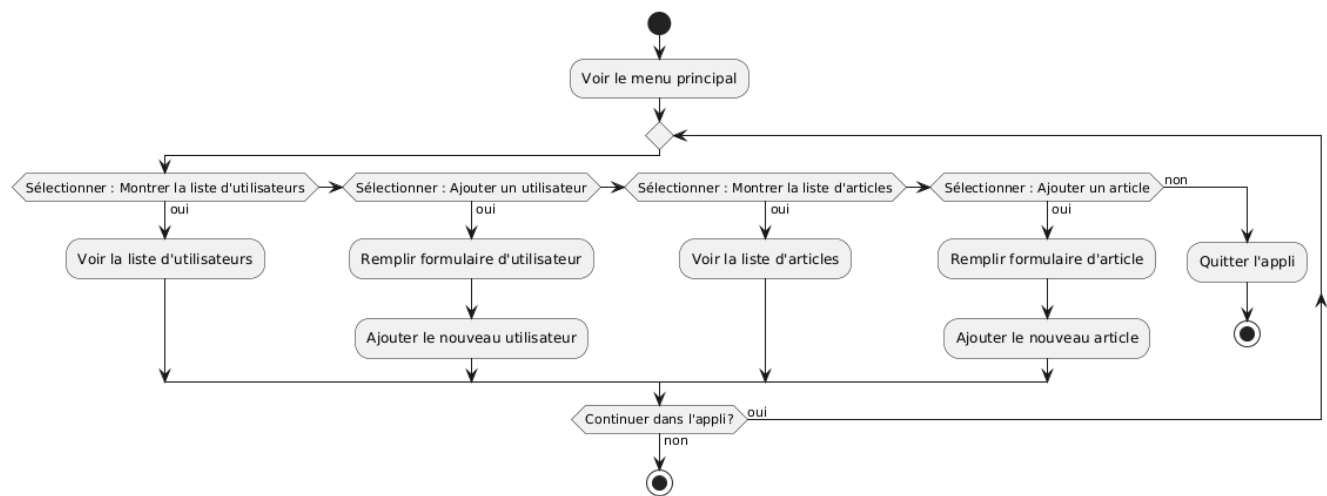 Voir le menu principal
Sélectionner : Montrer la liste d'utilisateurs
Sélectionner : Ajouter un utilisateur
Sélectionner : Montrer la liste d'articles
Sélectionner : Ajouter un article
non
oui
oui
oui
oui
Voir la liste d'utilisateurs
Remplir formulaire d'utilisateur
Voir la liste d'articles
Remplir formulaire d'article
Quitter l'appli
Ajouter le nouveau utilisateur
Ajouter le nouveau article
Continuer dans l'appli?
oui
non